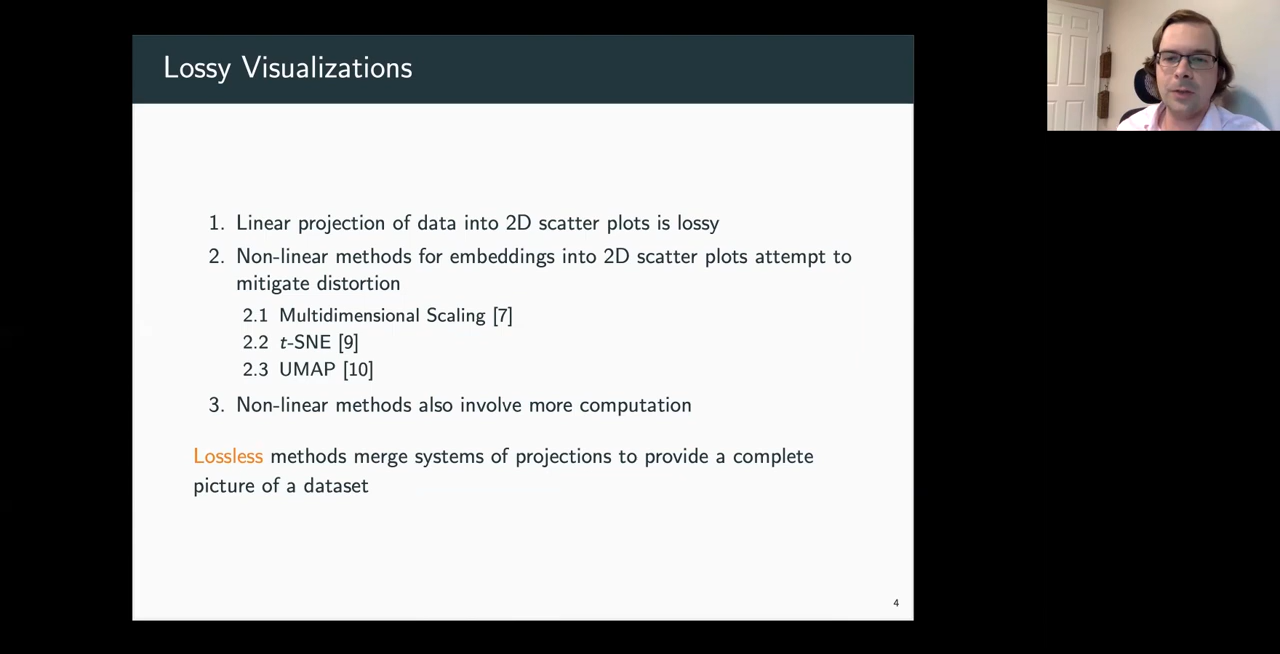 Lossy Visualizations
1. Linear projection of data into 2D scatter plots is lossy
2. Non-linear methods for embeddings into 2D scatter plots attempt to
mitigate distortion
2.1 Multidimensional Scaling [7]
2.2 t-SNE [9]
2.3 UMAP [10]
3. Non-linear methods also involve more computation
Lossless methods merge systems of projections to provide a complete
picture of a dataset
4